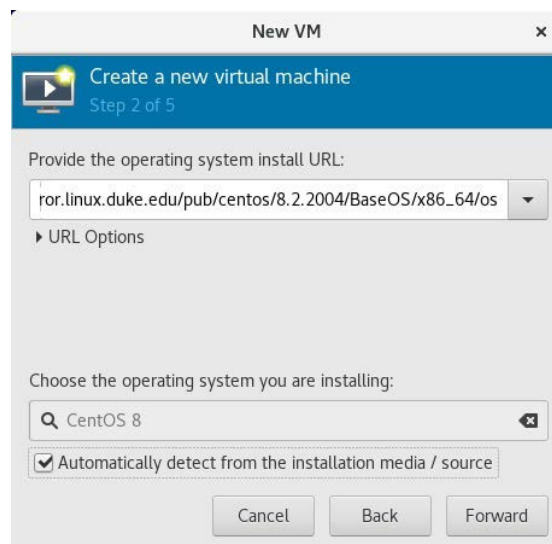 New VM
Create a new virtual machine
Step 2 of 5
Provide the operating system install URL:
ror.linux.duke.edu/pub/centos/8.2.2004/BaseOS/x86_64/os
URL Options
Choose the operating system you are installing:
CentOS 8
Automatically detect from the installation media / source
Cancel Back Forward